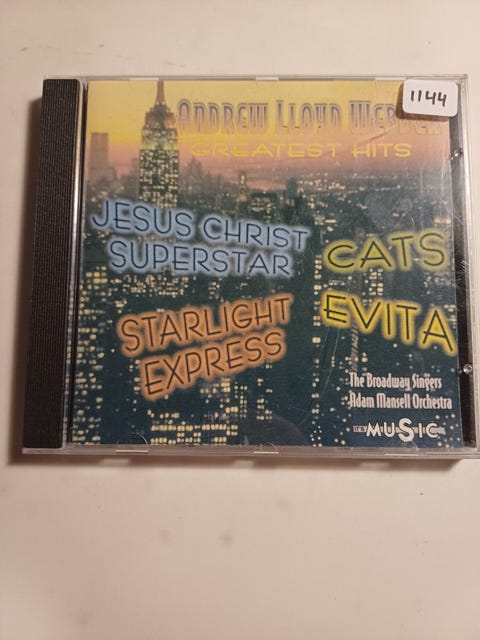 1144
ANDREW LLOYD WEBBER
GREATEST HITS
JESUS CHRIST
SUPERSTAR
CATS
STARLIGHT
EXPRESS
EVITA
The Broadway Singers
Adam Mansell Orchestra
IT'S MUSIC